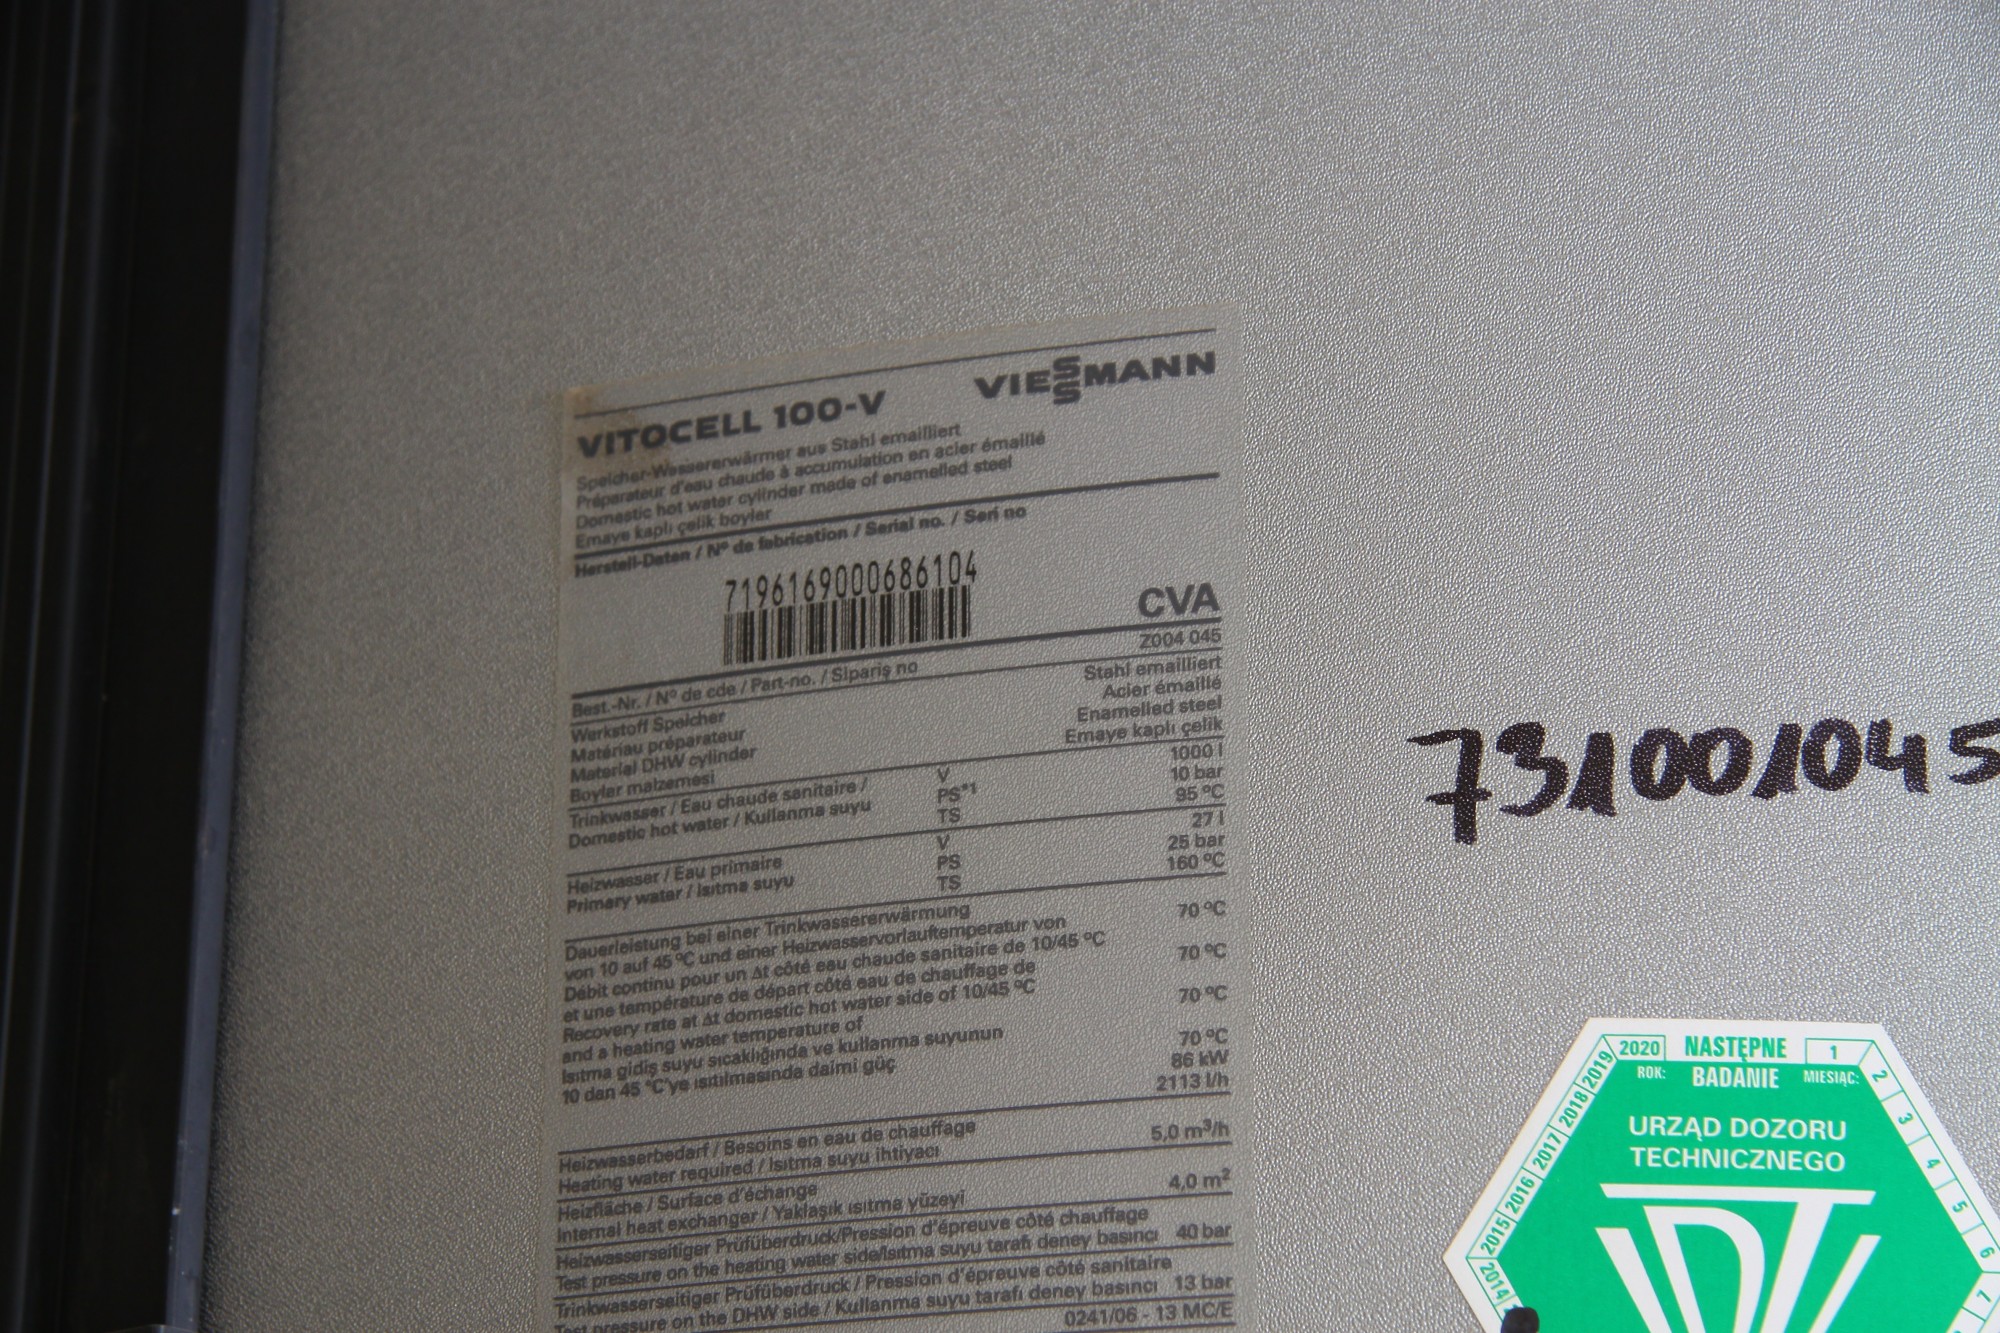 VITOCELL 100-V
VIESSMANN
Speicher-Wassererwärmer aus Stahl emailliert
Préparateur d'eau chaude à accumulation en acier émaillé
Domestic hot water cylinder made of enamelled steel
Emaye kaplı çelik boyler
Herstell-Daten / Nº de fabrication / Serial no. / Seri no
7196169000686104
CVA
Best.-Nr. / Nº de cde / Part-no. / Sipariş no Z004 045
Werkstoff Speicher Stahl emailliert
Matériau préparateur Acier émaillé
Material DHW cylinder Enamelled steel
Boyler malzemesi Emaye kaplı çelik
Trinkwasser / Eau chaude sanitaire / V 1000 l
Domestic hot water / Kullanma suyu PS*1 10 bar
TS 95 ºC
V 27 l
Heizwasser / Eau primaire PS 25 bar
Primary water / Isıtma suyu TS 160 ºC
Dauerleistung bei einer Trinkwassererwärmung
von 10 auf 45 ºC und einer Heizwasservorlauftemperatur von 70 ºC
Débit continu pour un Δt côté eau chaude sanitaire de 10/45 ºC
et une température de départ côté eau de chauffage de 70 ºC
Recovery rate at Δt domestic hot water side of 10/45 ºC
and a heating water temperature of 70 ºC
Isıtma gidiş suyu sıcaklığında ve kullanma suyunun
10 dan 45 °C'ye ısıtılmasında daimi güç 70 ºC
86 kW
2113 l/h
Heizwasserbedarf / Besoins en eau de chauffage
Heating water required / Isıtma suyu ihtiyacı 5,0 m³/h
Heizfläche / Surface d'échange
Internal heat exchanger / Yaklaşık ısıtma yüzeyi 4,0 m²
Heizwasserseitiger Prüfüberdruck/Pression d'épreuve côté chauffage
Test pressure on the heating water side/Isıtma suyu tarafı deney basıncı 40 bar
Trinkwasserseitiger Prüfüberdruck / Pression d'épreuve côté sanitaire
Test pressure on the DHW side / Kullanma suyu tarafı deney basıncı 13 bar
0241/06 - 13 MC/E
731001045
2020 NASTĘPNE 1
ROK: BADANIE MIESIĄC:
2019
2018
2017
2016
2015
2014
2
3
4
5
6
7
URZĄD DOZORU
TECHNICZNEGO
UDT